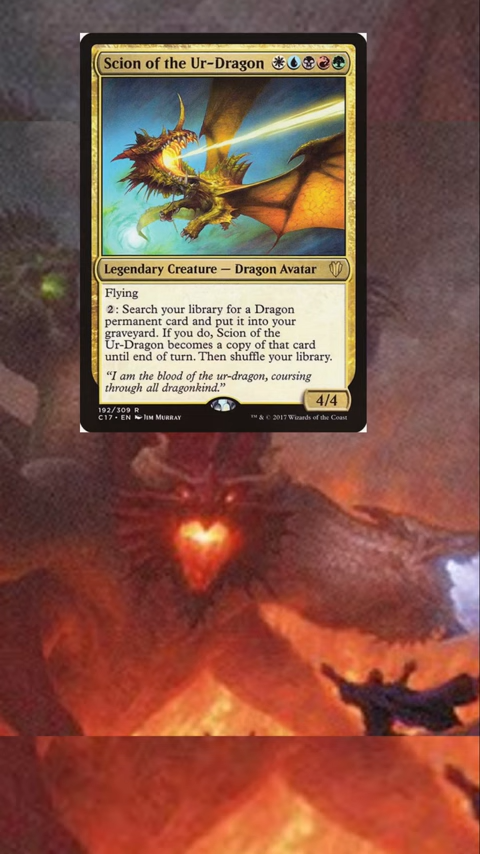 Scion of the Ur-Dragon
Legendary Creature — Dragon Avatar
Flying
2: Search your library for a Dragon
permanent card and put it into your
graveyard. If you do, Scion of the
Ur-Dragon becomes a copy of that card
until end of turn. Then shuffle your library.
“I am the blood of the ur-dragon, coursing
through all dragonkind.”
4/4
192/309 R
C17 • EN Jim Murray
™ & © 2017 Wizards of the Coast